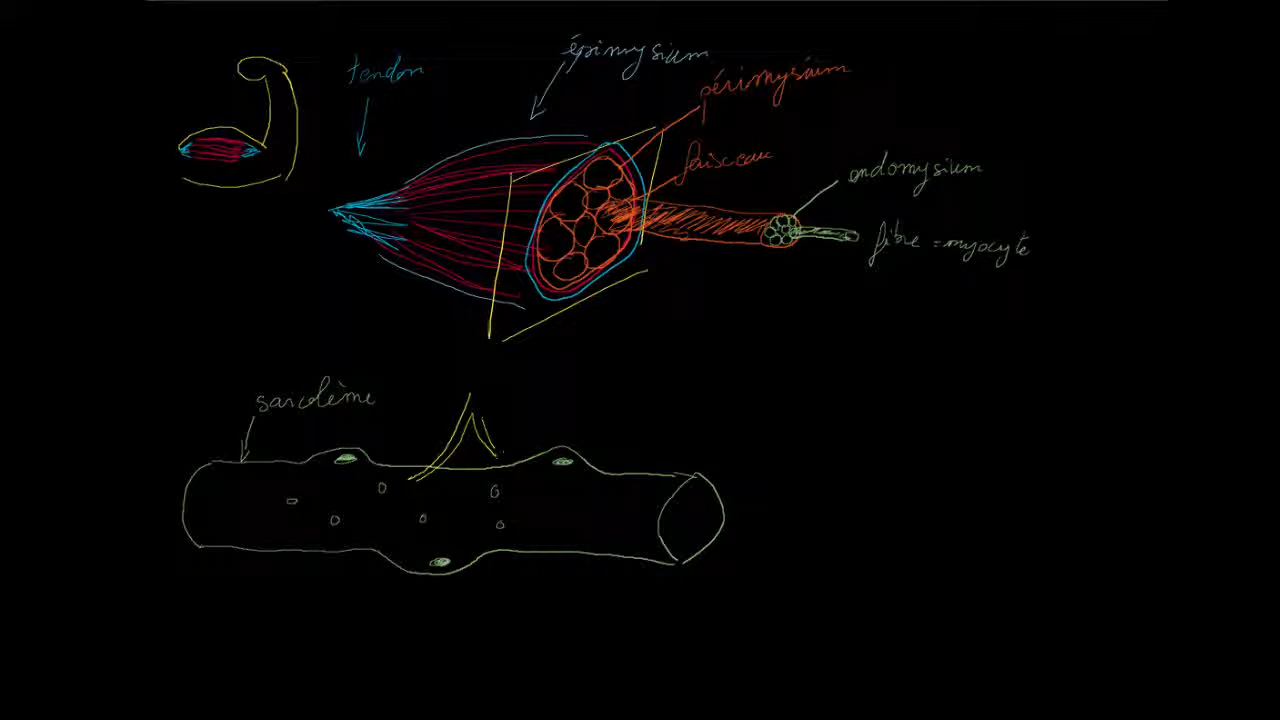 épimysium
tendon
périmysium
faisceau
endomysium
fibre = myocyte
sarcolème